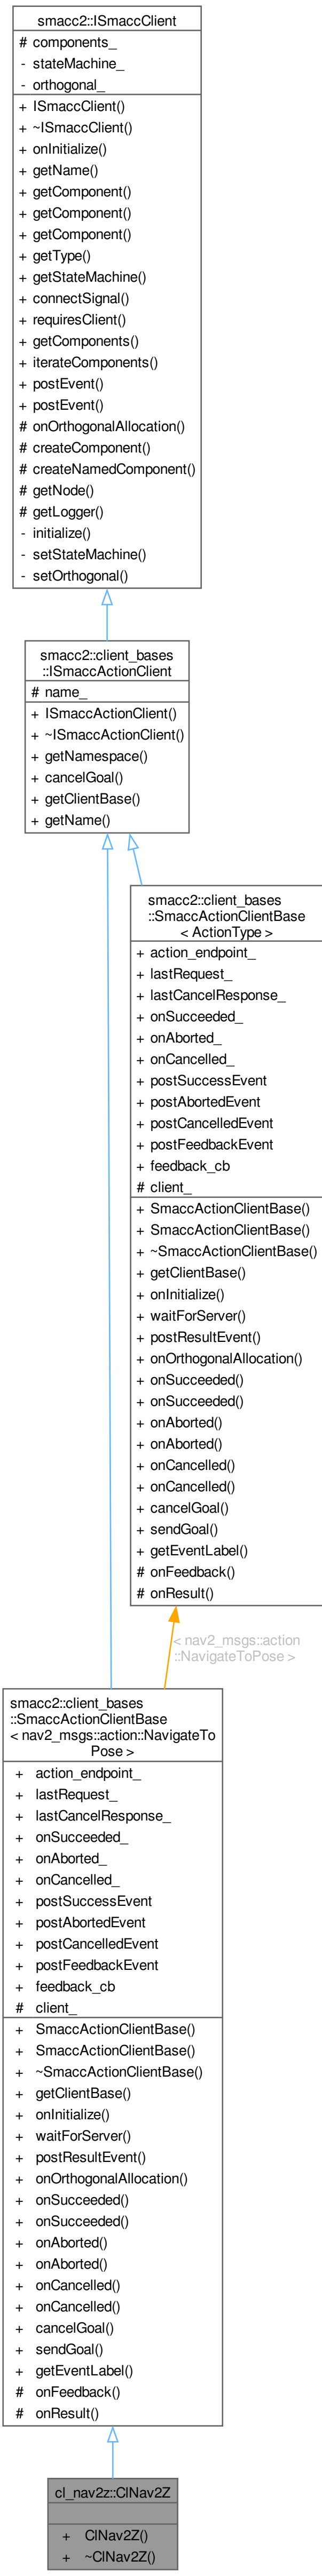 smacc2::ISmaccClient
# components_
- stateMachine_
- orthogonal_
+ ISmaccClient()
+ ~ISmaccClient()
+ onInitialize()
+ getName()
+ getComponent()
+ getComponent()
+ getComponent()
+ getType()
+ getStateMachine()
+ connectSignal()
+ requiresClient()
+ getComponents()
+ iterateComponents()
+ postEvent()
+ postEvent()
# onOrthogonalAllocation()
# createComponent()
# createNamedComponent()
# getNode()
# getLogger()
- initialize()
- setStateMachine()
- setOrthogonal()
smacc2::client_bases
::ISmaccActionClient
# name_
+ ISmaccActionClient()
+ ~ISmaccActionClient()
+ getNamespace()
+ cancelGoal()
+ getClientBase()
+ getName()
smacc2::client_bases
::SmaccActionClientBase
< ActionType >
+ action_endpoint_
+ lastRequest_
+ lastCancelResponse_
+ onSucceeded_
+ onAborted_
+ onCancelled_
+ postSuccessEvent
+ postAbortedEvent
+ postCancelledEvent
+ postFeedbackEvent
+ feedback_cb
# client_
+ SmaccActionClientBase()
+ SmaccActionClientBase()
+ ~SmaccActionClientBase()
+ getClientBase()
+ onInitialize()
+ waitForServer()
+ postResultEvent()
+ onOrthogonalAllocation()
+ onSucceeded()
+ onSucceeded()
+ onAborted()
+ onAborted()
+ onCancelled()
+ onCancelled()
+ cancelGoal()
+ sendGoal()
+ getEventLabel()
# onFeedback()
# onResult()
< nav2_msgs::action
::NavigateToPose >
smacc2::client_bases
::SmaccActionClientBase
< nav2_msgs::action::NavigateTo
Pose >
+ action_endpoint_
+ lastRequest_
+ lastCancelResponse_
+ onSucceeded_
+ onAborted_
+ onCancelled_
+ postSuccessEvent
+ postAbortedEvent
+ postCancelledEvent
+ postFeedbackEvent
+ feedback_cb
# client_
+ SmaccActionClientBase()
+ SmaccActionClientBase()
+ ~SmaccActionClientBase()
+ getClientBase()
+ onInitialize()
+ waitForServer()
+ postResultEvent()
+ onOrthogonalAllocation()
+ onSucceeded()
+ onSucceeded()
+ onAborted()
+ onAborted()
+ onCancelled()
+ onCancelled()
+ cancelGoal()
+ sendGoal()
+ getEventLabel()
# onFeedback()
# onResult()
cl_nav2z::ClNav2Z
+ ClNav2Z()
+ ~ClNav2Z()